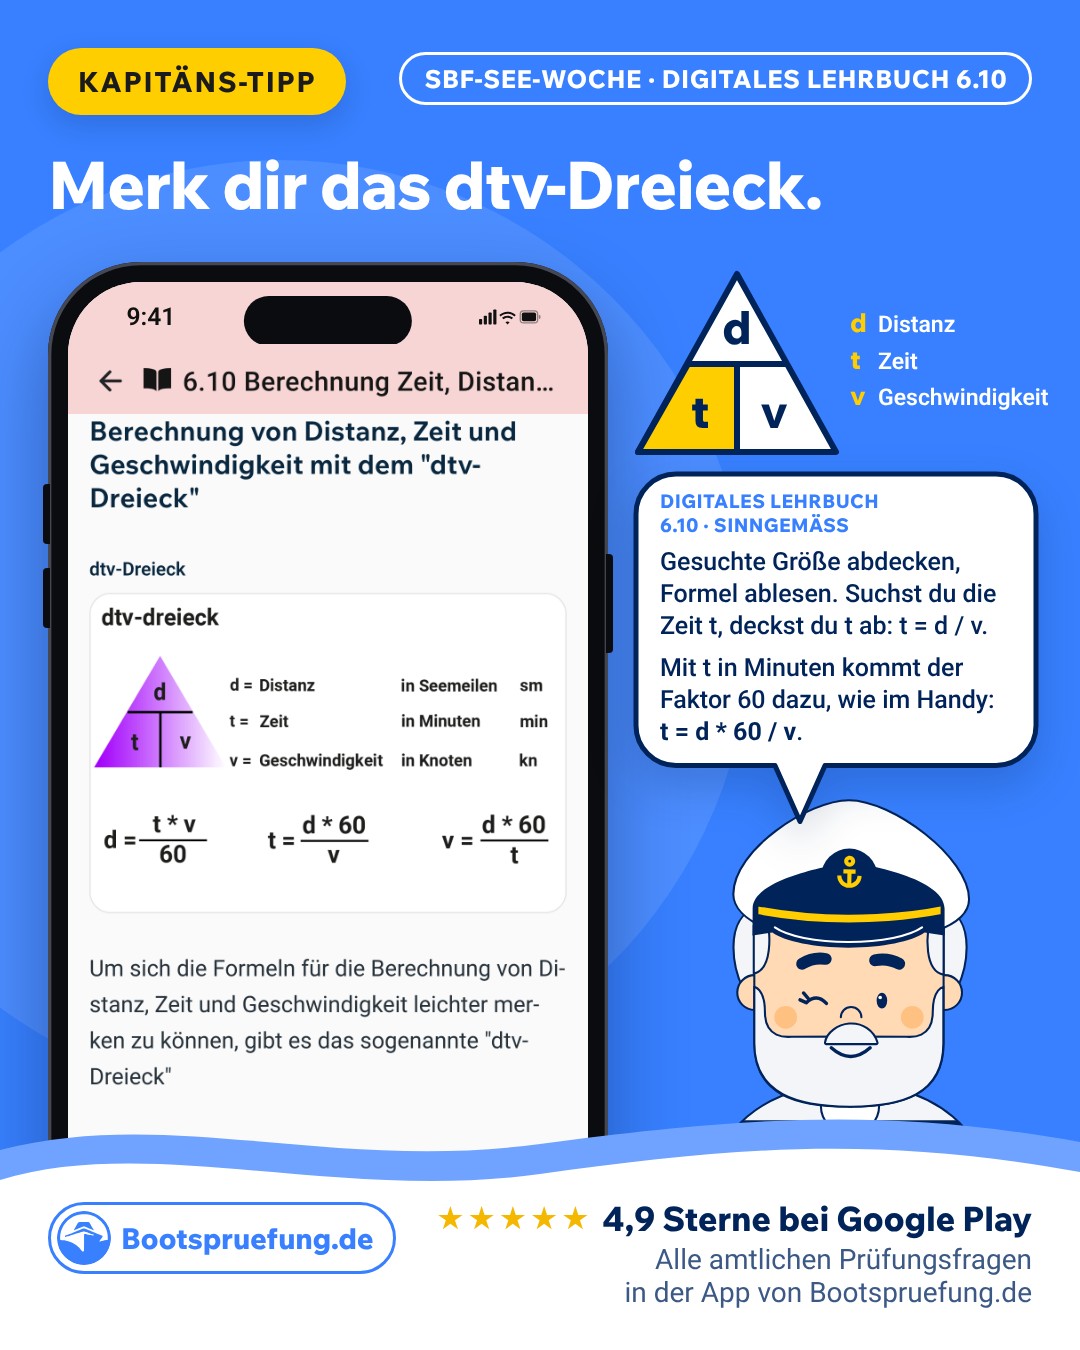 KAPITÄNS-TIPP
SBF-SEE-WOCHE · DIGITALES LEHRBUCH 6.10
Merk dir das dtv-Dreieck.
9:41
6.10 Berechnung Zeit, Distan...
Berechnung von Distanz, Zeit und
Geschwindigkeit mit dem "dtv-
Dreieck"
dtv-Dreieck
dtv-dreieck
d
t v
d = Distanz in Seemeilen sm
t = Zeit in Minuten min
v = Geschwindigkeit in Knoten kn
d = t * v / 60
t = d * 60 / v
v = d * 60 / t
Um sich die Formeln für die Berechnung von Di-
stanz, Zeit und Geschwindigkeit leichter mer-
ken zu können, gibt es das sogenannte "dtv-
Dreieck"
d
t v
d Distanz
t Zeit
v Geschwindigkeit
DIGITALES LEHRBUCH
6.10 · SINNGEMÄSS
Gesuchte Größe abdecken,
Formel ablesen. Suchst du die
Zeit t, deckst du t ab: t = d / v.
Mit t in Minuten kommt der
Faktor 60 dazu, wie im Handy:
t = d * 60 / v.
Bootspruefung.de
★★★★★ 4,9 Sterne bei Google Play
Alle amtlichen Prüfungsfragen
in der App von Bootspruefung.de